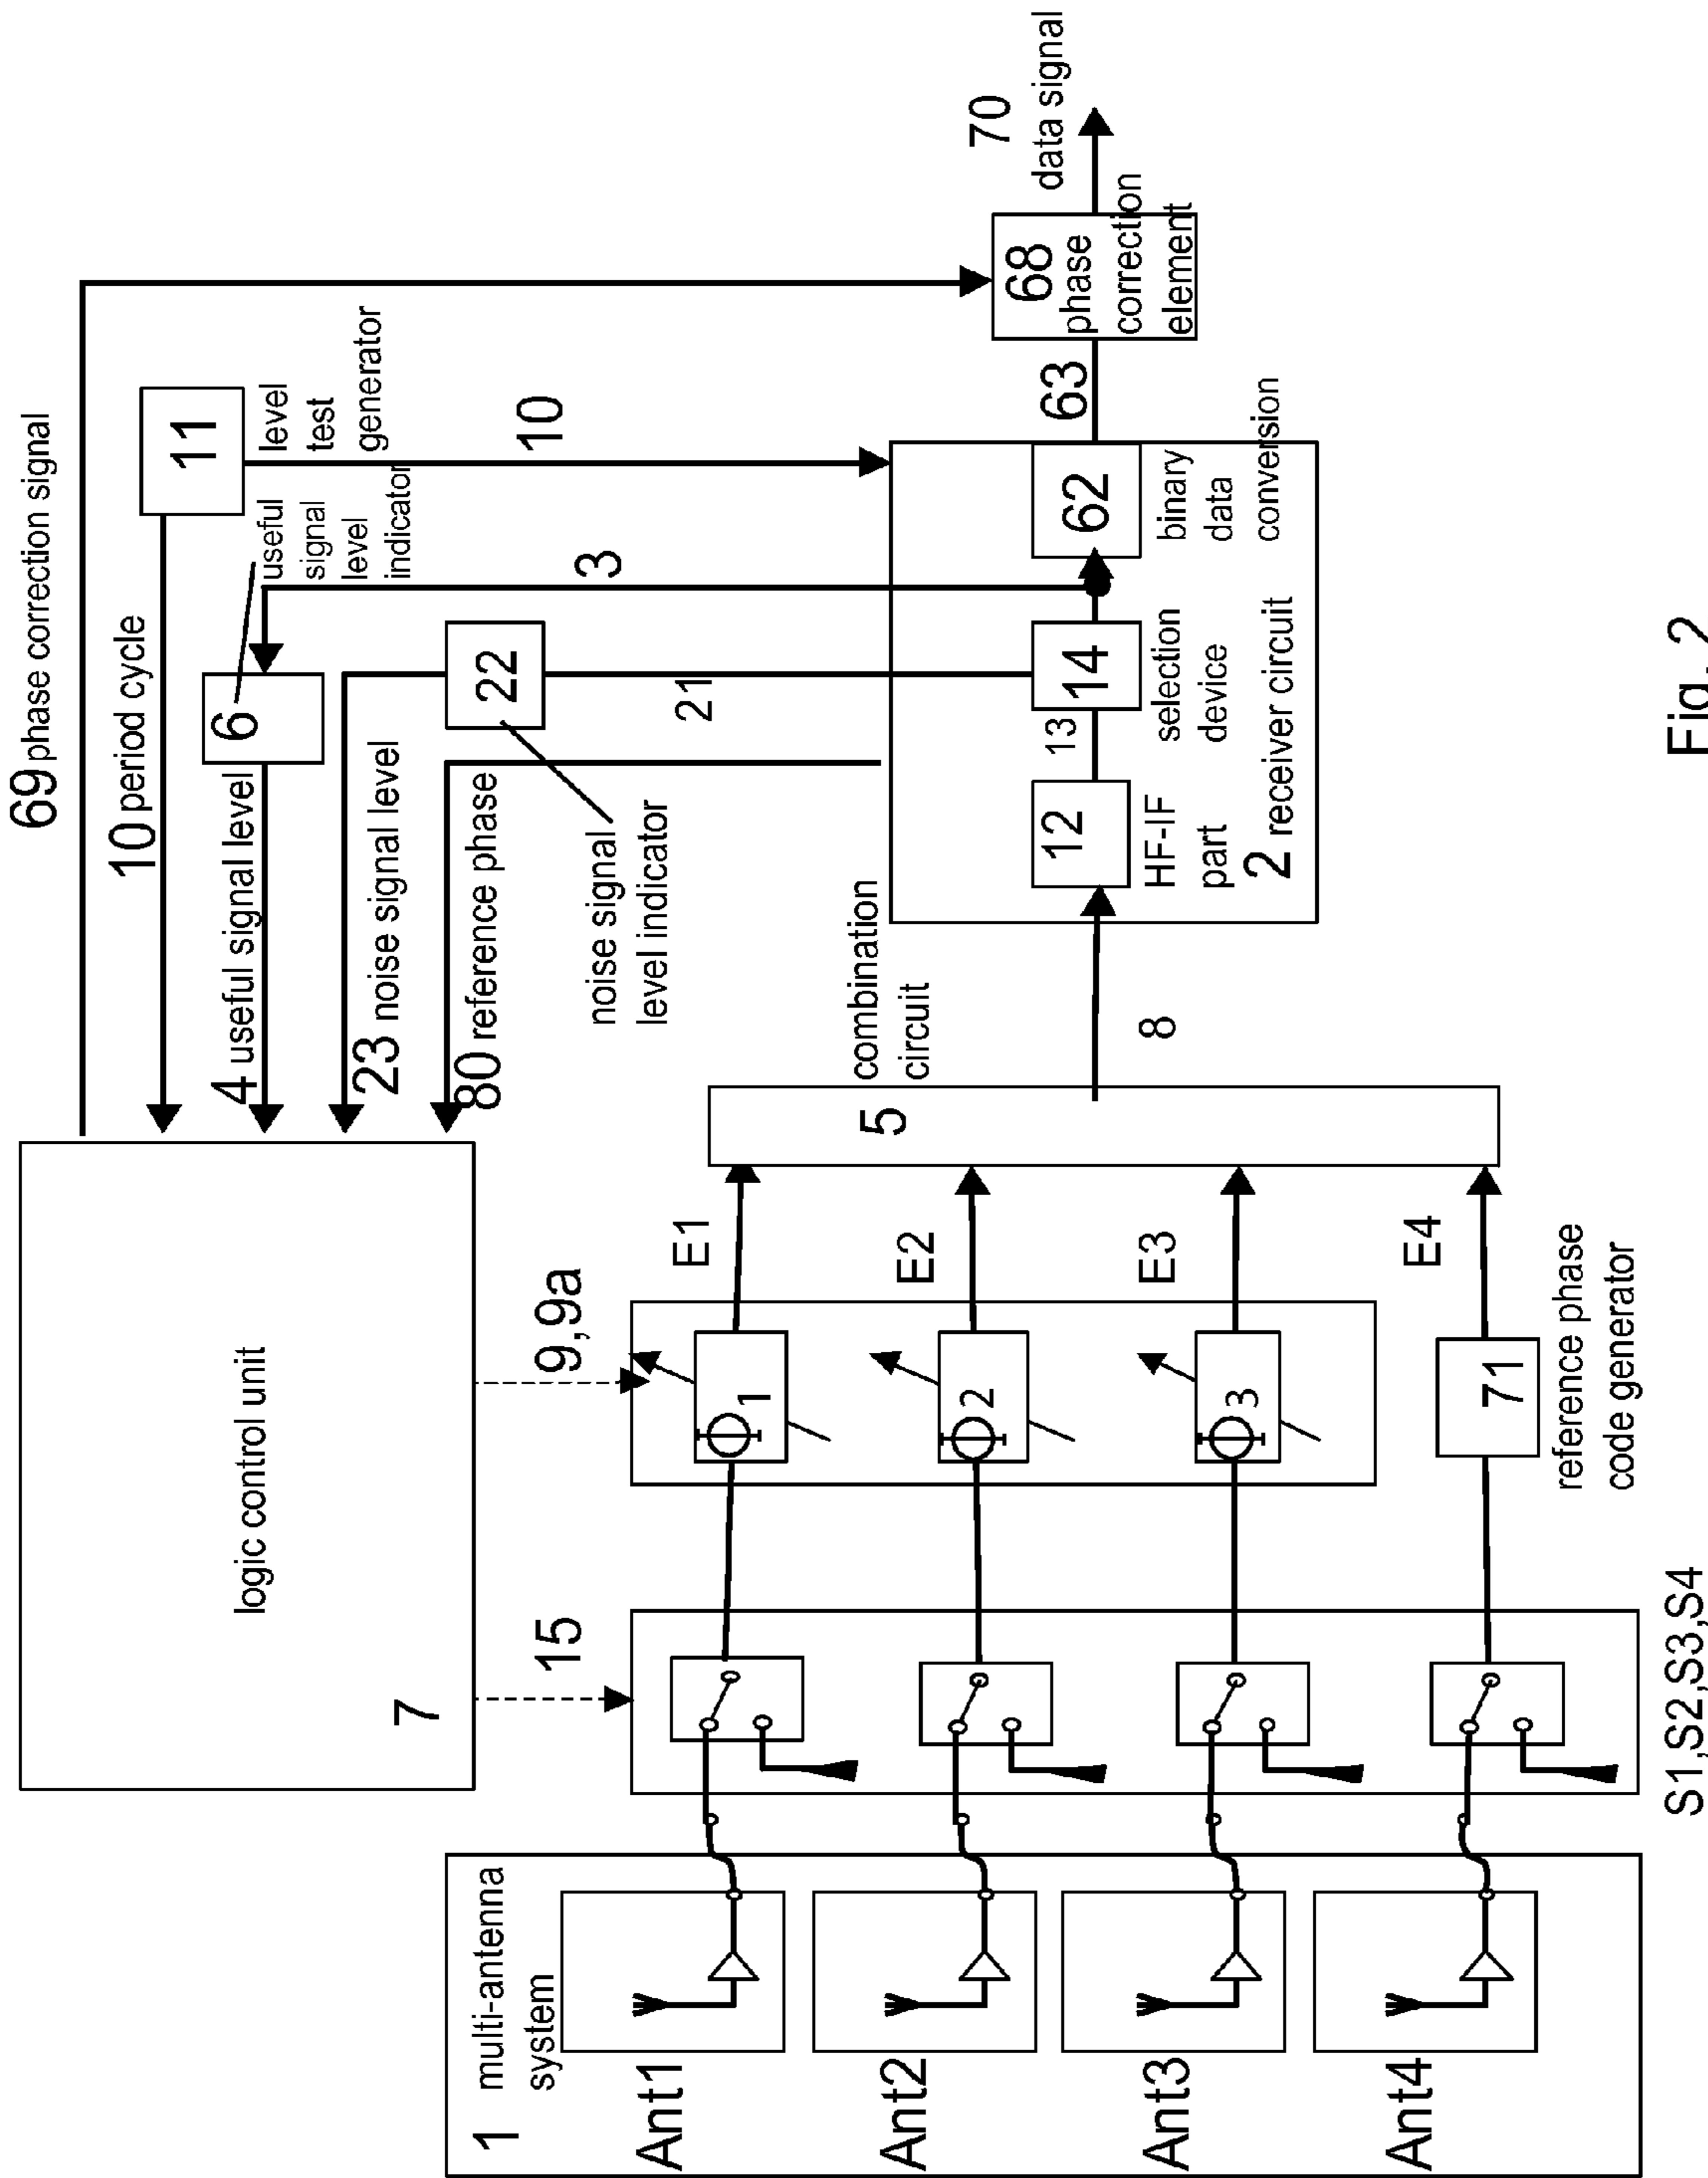 69 phase correction signal
10 period cycle
11
level
test
generator
4 useful signal level
6
useful
signal
level
indicator
10
23 noise signal level
22
3
80 reference phase
21
noise signal
level indicator
logic control unit
7
15
9,9a
combination
circuit
5
8
12
HF-IF
part
13
14
selection
device
62
binary
data
conversion
2 receiver circuit
63
68
phase
correction
element
70
data signal
1
multi-antenna
system
Ant1
Ant2
Ant3
Ant4
1
2
3
E1
E2
E3
E4
71
reference phase
code generator
S1,S2,S3,S4
Fig. 2